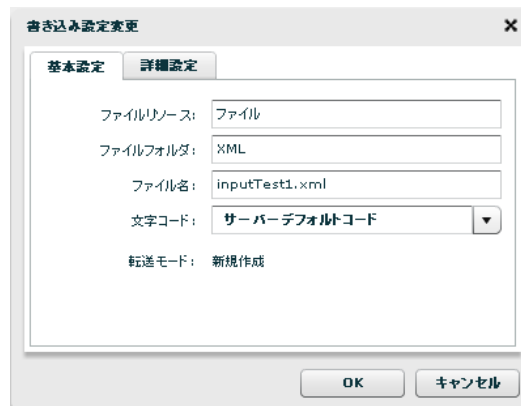 書き込み設定変更
基本設定 詳細設定
ファイルリソース: ファイル
ファイルフォルダ: XML
ファイル名: inputTest1.xml
文字コード: サーバーデフォルトコード
転送モード: 新規作成
OK キャンセル